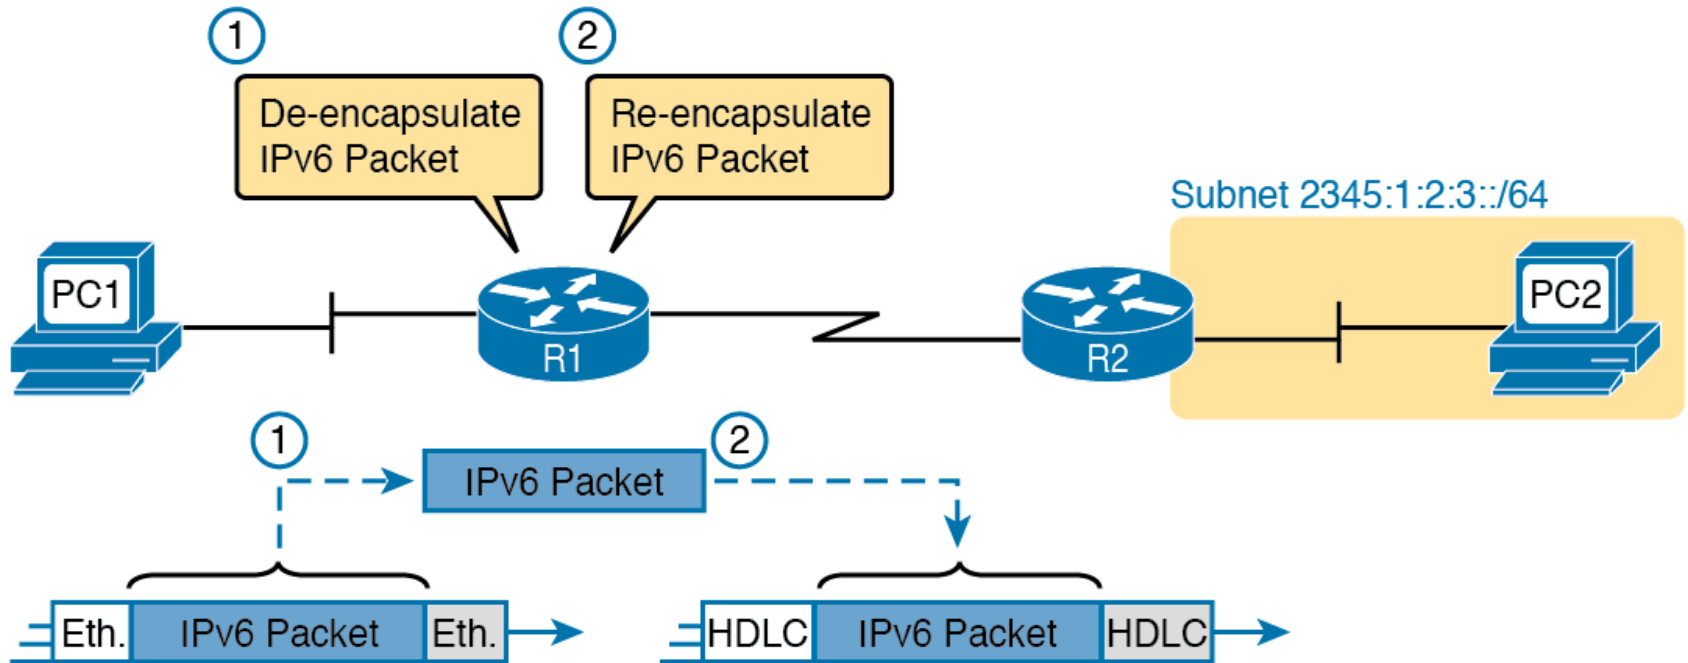 1
2
De-encapsulate
IPv6 Packet
Re-encapsulate
IPv6 Packet
Subnet 2345:1:2:3::/64
PC1
R1
R2
PC2
1
IPv6 Packet
2
Eth.
IPv6 Packet
Eth.
HDLC
IPv6 Packet
HDLC